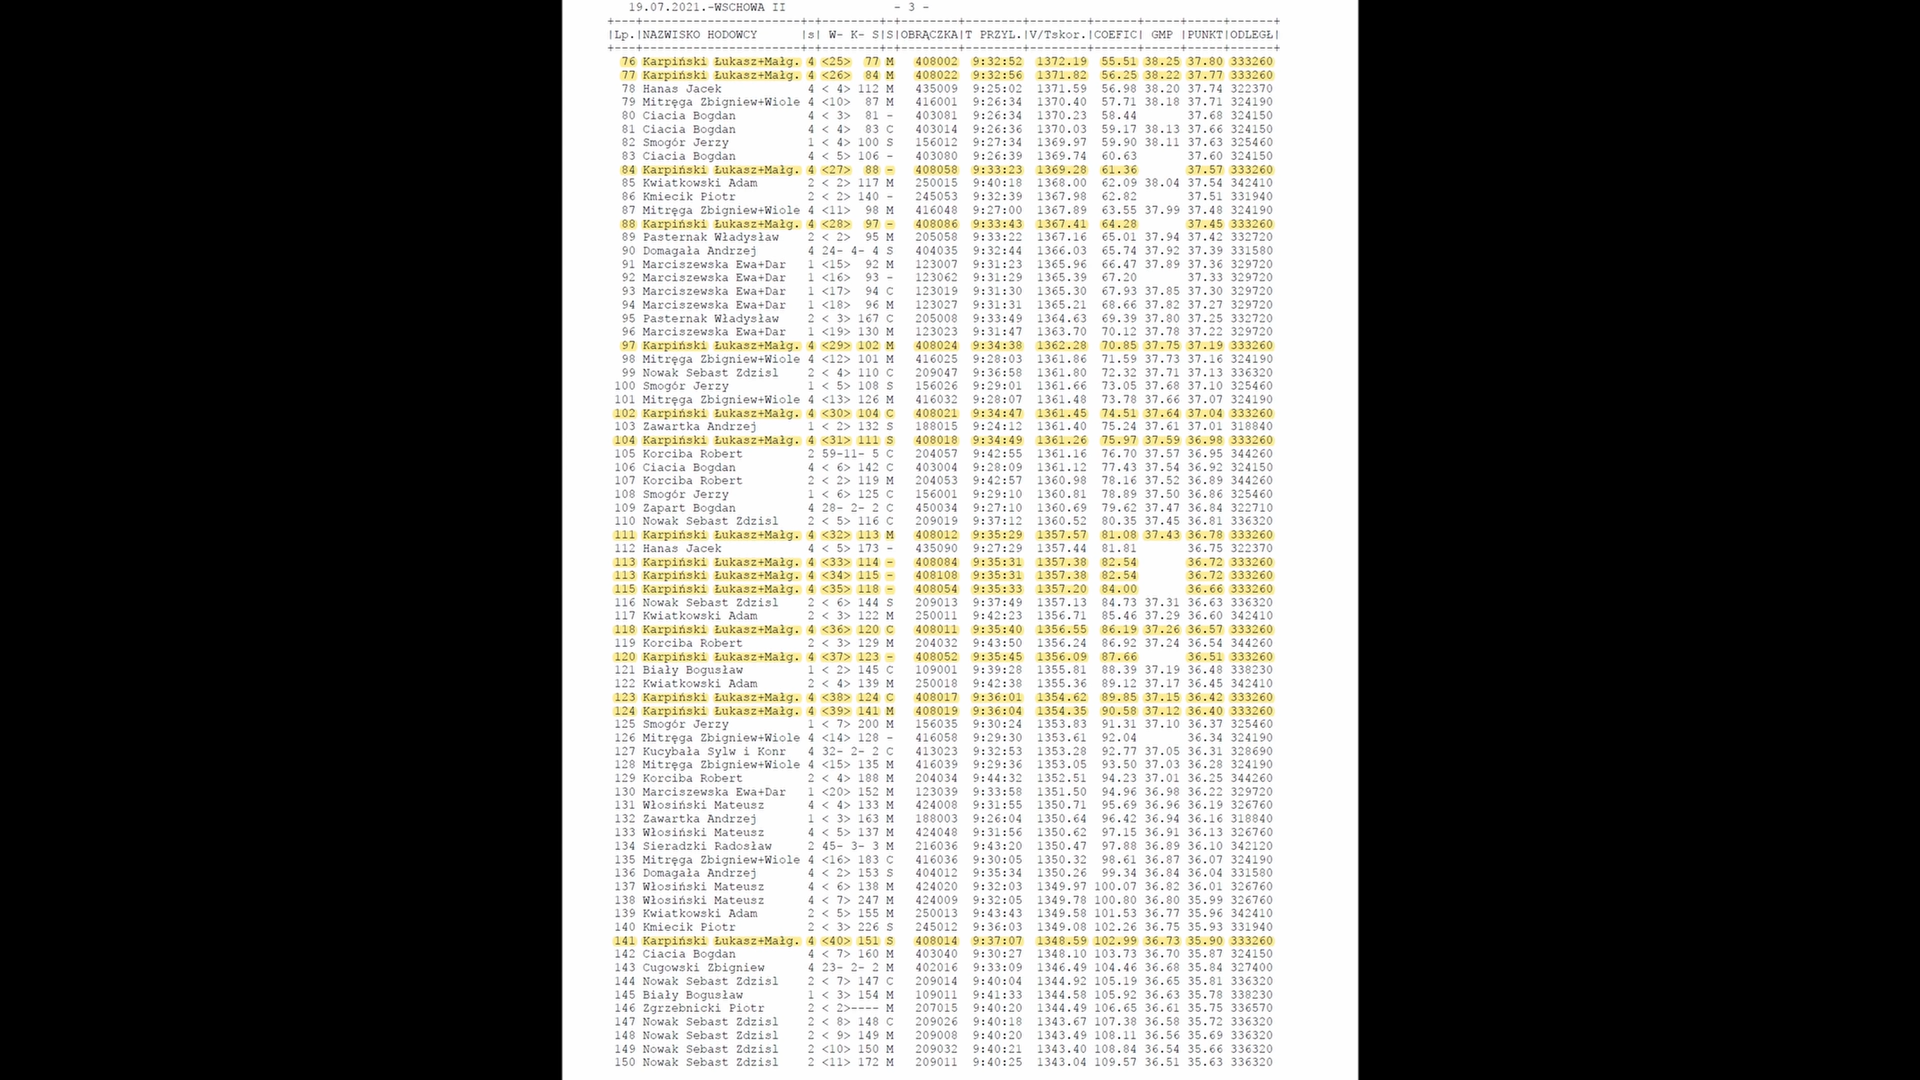 19.07.2021.-WSCHOWA II - 3 -
|Lp.|NAZWISKO HODOWCY |s| W- K- S|S|OBRĄCZKA|T PRZYL.|V/Tskor.|COEFIC| GMP |PUNKT|ODLEGŁ|
76 Karpiński Łukasz+Małg. 4 <25> 77 M 408002 9:32:52 1372.19 55.51 38.25 37.80 333260
77 Karpiński Łukasz+Małg. 4 <26> 84 M 408022 9:32:56 1371.82 56.25 38.22 37.77 333260
78 Hanas Jacek 4 < 4> 112 M 435009 9:25:02 1371.59 56.98 38.20 37.74 322370
79 Mitręga Zbigniew+Wiole 4 <10> 87 M 416001 9:26:34 1370.40 57.71 38.18 37.71 324190
80 Ciacia Bogdan 4 < 3> 81 - 403081 9:26:34 1370.23 58.44 37.68 324150
81 Ciacia Bogdan 4 < 4> 83 C 403014 9:26:36 1370.03 59.17 38.13 37.66 324150
82 Smogór Jerzy 1 < 4> 100 S 156012 9:27:34 1369.97 59.90 38.11 37.63 325460
83 Ciacia Bogdan 4 < 5> 106 - 403080 9:26:39 1369.74 60.63 37.60 324150
84 Karpiński Łukasz+Małg. 4 <27> 88 - 408058 9:33:23 1369.28 61.36 37.57 333260
85 Kwiatkowski Adam 2 < 2> 117 M 250015 9:40:18 1368.00 62.09 38.04 37.54 342410
86 Kmiecik Piotr 2 < 2> 140 - 245053 9:32:39 1367.98 62.82 37.51 331940
87 Mitręga Zbigniew+Wiole 4 <11> 98 M 416048 9:27:00 1367.89 63.55 37.99 37.48 324190
88 Karpiński Łukasz+Małg. 4 <28> 97 - 408086 9:33:43 1367.41 64.28 37.45 333260
89 Pasternak Władysław 2 < 2> 95 M 205058 9:33:22 1367.16 65.01 37.94 37.42 332720
90 Domagała Andrzej 4 24- 4- 4 S 404035 9:32:44 1366.03 65.74 37.92 37.39 331580
91 Marciszewska Ewa+Dar 1 <15> 92 M 123007 9:31:23 1365.96 66.47 37.89 37.36 329720
92 Marciszewska Ewa+Dar 1 <16> 93 - 123062 9:31:29 1365.39 67.20 37.33 329720
93 Marciszewska Ewa+Dar 1 <17> 94 C 123019 9:31:30 1365.30 67.93 37.85 37.30 329720
94 Marciszewska Ewa+Dar 1 <18> 96 M 123027 9:31:31 1365.21 68.66 37.82 37.27 329720
95 Pasternak Władysław 2 < 3> 167 C 205008 9:33:49 1364.63 69.39 37.80 37.25 332720
96 Marciszewska Ewa+Dar 1 <19> 130 M 123023 9:31:47 1363.70 70.12 37.78 37.22 329720
97 Karpiński Łukasz+Małg. 4 <29> 102 M 408024 9:34:38 1362.28 70.85 37.75 37.19 333260
98 Mitręga Zbigniew+Wiole 4 <12> 101 M 416025 9:28:03 1361.86 71.59 37.73 37.16 324190
99 Nowak Sebast Zdzisl 2 < 4> 110 C 209047 9:36:58 1361.80 72.32 37.71 37.13 336320
100 Smogór Jerzy 1 < 5> 108 S 156026 9:29:01 1361.66 73.05 37.68 37.10 325460
101 Mitręga Zbigniew+Wiole 4 <13> 126 M 416032 9:28:07 1361.48 73.78 37.66 37.07 324190
102 Karpiński Łukasz+Małg. 4 <30> 104 C 408021 9:34:47 1361.45 74.51 37.64 37.04 333260
103 Zawartka Andrzej 1 < 2> 132 S 188015 9:24:12 1361.40 75.24 37.61 37.01 318840
104 Karpiński Łukasz+Małg. 4 <31> 111 S 408018 9:34:49 1361.26 75.97 37.59 36.98 333260
105 Korciba Robert 2 59-11- 5 C 204057 9:42:55 1361.16 76.70 37.57 36.95 344260
106 Ciacia Bogdan 4 < 6> 142 C 403004 9:28:09 1361.12 77.43 37.54 36.92 324150
107 Korciba Robert 2 < 2> 119 M 204053 9:42:57 1360.98 78.16 37.52 36.89 344260
108 Smogór Jerzy 1 < 6> 125 C 156001 9:29:10 1360.81 78.89 37.50 36.86 325460
109 Zapart Bogdan 4 28- 2- 2 C 450034 9:27:10 1360.69 79.62 37.47 36.84 322710
110 Nowak Sebast Zdzisl 2 < 5> 116 C 209019 9:37:12 1360.52 80.35 37.45 36.81 336320
111 Karpiński Łukasz+Małg. 4 <32> 113 M 408012 9:35:29 1357.57 81.08 37.43 36.78 333260
112 Hanas Jacek 4 < 5> 173 - 435090 9:27:29 1357.44 81.81 36.75 322370
113 Karpiński Łukasz+Małg. 4 <33> 114 - 408084 9:35:31 1357.38 82.54 36.72 333260
113 Karpiński Łukasz+Małg. 4 <34> 115 - 408108 9:35:31 1357.38 82.54 36.72 333260
115 Karpiński Łukasz+Małg. 4 <35> 118 - 408054 9:35:33 1357.20 84.00 36.66 333260
116 Nowak Sebast Zdzisl 2 < 6> 144 S 209013 9:37:49 1357.13 84.73 37.31 36.63 336320
117 Kwiatkowski Adam 2 < 3> 122 M 250011 9:42:23 1356.71 85.46 37.29 36.60 342410
118 Karpiński Łukasz+Małg. 4 <36> 120 C 408011 9:35:40 1356.55 86.19 37.26 36.57 333260
119 Korciba Robert 2 < 3> 129 M 204032 9:43:50 1356.24 86.92 37.24 36.54 344260
120 Karpiński Łukasz+Małg. 4 <37> 123 - 408052 9:35:45 1356.09 87.66 36.51 333260
121 Biały Bogusław 1 < 2> 145 C 109001 9:39:28 1355.81 88.39 37.19 36.48 338230
122 Kwiatkowski Adam 2 < 4> 139 M 250018 9:42:38 1355.36 89.12 37.17 36.45 342410
123 Karpiński Łukasz+Małg. 4 <38> 124 C 408017 9:36:01 1354.62 89.85 37.15 36.42 333260
124 Karpiński Łukasz+Małg. 4 <39> 141 M 408019 9:36:04 1354.35 90.58 37.12 36.40 333260
125 Smogór Jerzy 1 < 7> 200 M 156035 9:30:24 1353.83 91.31 37.10 36.37 325460
126 Mitręga Zbigniew+Wiole 4 <14> 128 - 416058 9:29:30 1353.61 92.04 36.34 324190
127 Kucybała Sylw i Konr 4 32- 2- 2 C 413023 9:32:53 1353.28 92.77 37.05 36.31 328690
128 Mitręga Zbigniew+Wiole 4 <15> 135 M 416039 9:29:36 1353.05 93.50 37.03 36.28 324190
129 Korciba Robert 2 < 4> 188 M 204034 9:44:32 1352.51 94.23 37.01 36.25 344260
130 Marciszewska Ewa+Dar 1 <20> 152 M 123039 9:33:58 1351.50 94.96 36.98 36.22 329720
131 Włosiński Mateusz 4 < 4> 133 M 424008 9:31:55 1350.71 95.69 36.96 36.19 326760
132 Zawartka Andrzej 1 < 3> 163 M 188003 9:26:04 1350.64 96.42 36.94 36.16 318840
133 Włosiński Mateusz 4 < 5> 137 M 424048 9:31:56 1350.62 97.15 36.91 36.13 326760
134 Sieradzki Radosław 2 45- 3- 3 M 216036 9:43:20 1350.47 97.88 36.89 36.10 342120
135 Mitręga Zbigniew+Wiole 4 <16> 183 C 416036 9:30:05 1350.32 98.61 36.87 36.07 324190
136 Domagała Andrzej 4 < 2> 153 S 404012 9:35:34 1350.26 99.34 36.84 36.04 331580
137 Włosiński Mateusz 4 < 6> 138 M 424020 9:32:03 1349.97 100.07 36.82 36.01 326760
138 Włosiński Mateusz 4 < 7> 247 M 424009 9:32:05 1349.78 100.80 36.80 35.99 326760
139 Kwiatkowski Adam 2 < 5> 155 M 250013 9:43:43 1349.58 101.53 36.77 35.96 342410
140 Kmiecik Piotr 2 < 3> 226 S 245012 9:36:03 1349.08 102.26 36.75 35.93 331940
141 Karpiński Łukasz+Małg. 4 <40> 151 S 408014 9:37:07 1348.59 102.99 36.73 35.90 333260
142 Ciacia Bogdan 4 < 7> 160 M 403040 9:30:27 1348.10 103.73 36.70 35.87 324150
143 Cugowski Zbigniew 4 23- 2- 2 M 402016 9:33:09 1346.49 104.46 36.68 35.84 327400
144 Nowak Sebast Zdzisl 2 < 7> 147 C 209014 9:40:04 1344.92 105.19 36.65 35.81 336320
145 Biały Bogusław 1 < 3> 154 M 109011 9:41:33 1344.58 105.92 36.63 35.78 338230
146 Zgrzebnicki Piotr 2 < 2>---- M 207015 9:40:20 1344.49 106.65 36.61 35.75 336570
147 Nowak Sebast Zdzisl 2 < 8> 148 C 209026 9:40:18 1343.67 107.38 36.58 35.72 336320
148 Nowak Sebast Zdzisl 2 < 9> 149 M 209008 9:40:20 1343.49 108.11 36.56 35.69 336320
149 Nowak Sebast Zdzisl 2 <10> 150 M 209032 9:40:21 1343.40 108.84 36.54 35.66 336320
150 Nowak Sebast Zdzisl 2 <11> 172 M 209011 9:40:25 1343.04 109.57 36.51 35.63 336320